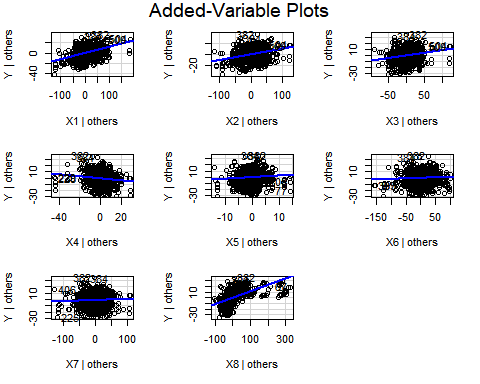 Added-Variable Plots
Y | others
0
-40
-100
0
100
X1 | others
Y | others
-20
-100
0
100
X2 | others
Y | others
10
-30
-50
50
X3 | others
Y | others
10
-30
-40
0
20
X4 | others
Y | others
10
-30
-10
0
10
X5 | others
Y | others
10
-30
-150
-50
50
X6 | others
Y | others
10
-30
-100
0
100
X7 | others
Y | others
10
-30
-100
100
300
X8 | others